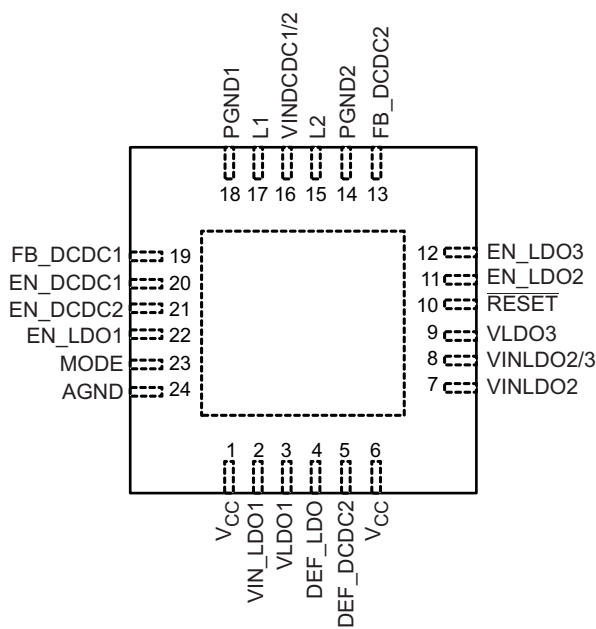 PGND1
L1
VINDCDC1/2
L2
PGND2
FB_DCDC2
18 17 16 15 14 13
FB_DCDC1 19
EN_DCDC1 20
EN_DCDC2 21
EN_LDO1 22
MODE 23
AGND 24
12 EN_LDO3
11 EN_LDO2
10 RESET
9 VLDO3
8 VINLDO2/3
7 VINLDO2
1 2 3 4 5 6
VCC
VIN_LDO1
VLDO1
DEF_LDO
DEF_DCDC2
VCC